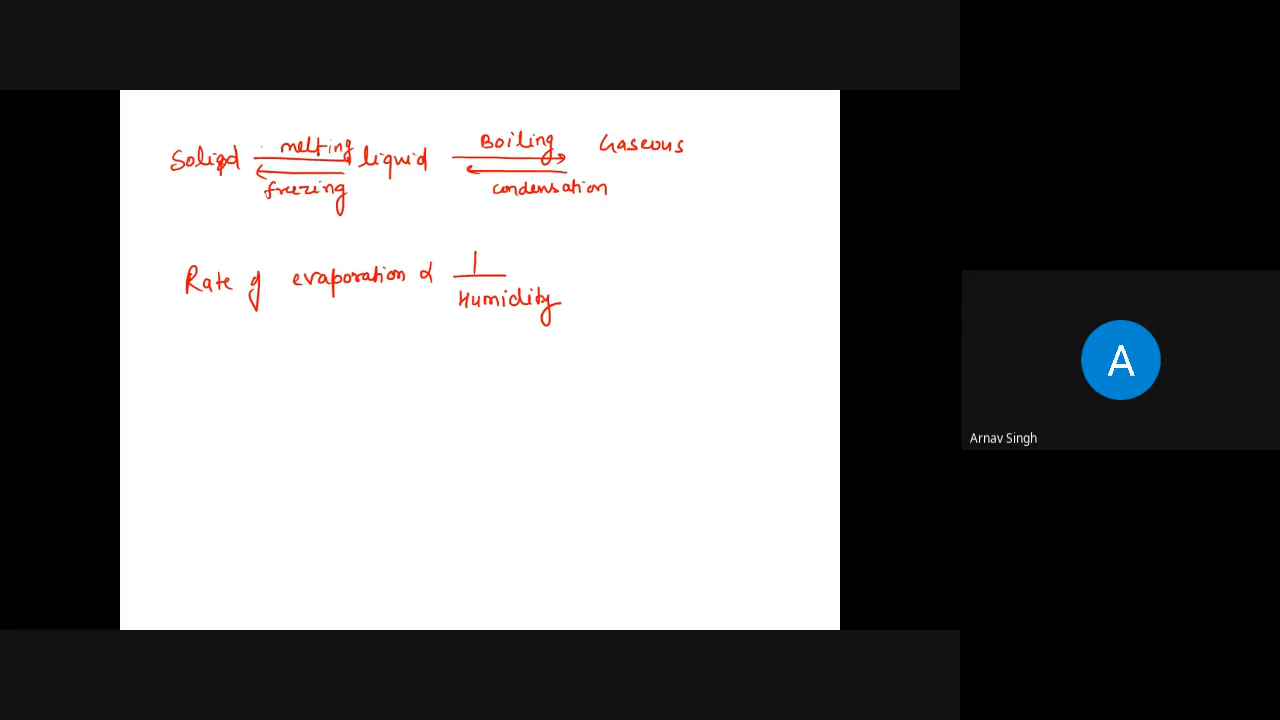 melting Boiling Gaseous
Solid liquid
freezing condensation
Rate of evaporation ∝ 1
Humidity
A
Arnav Singh